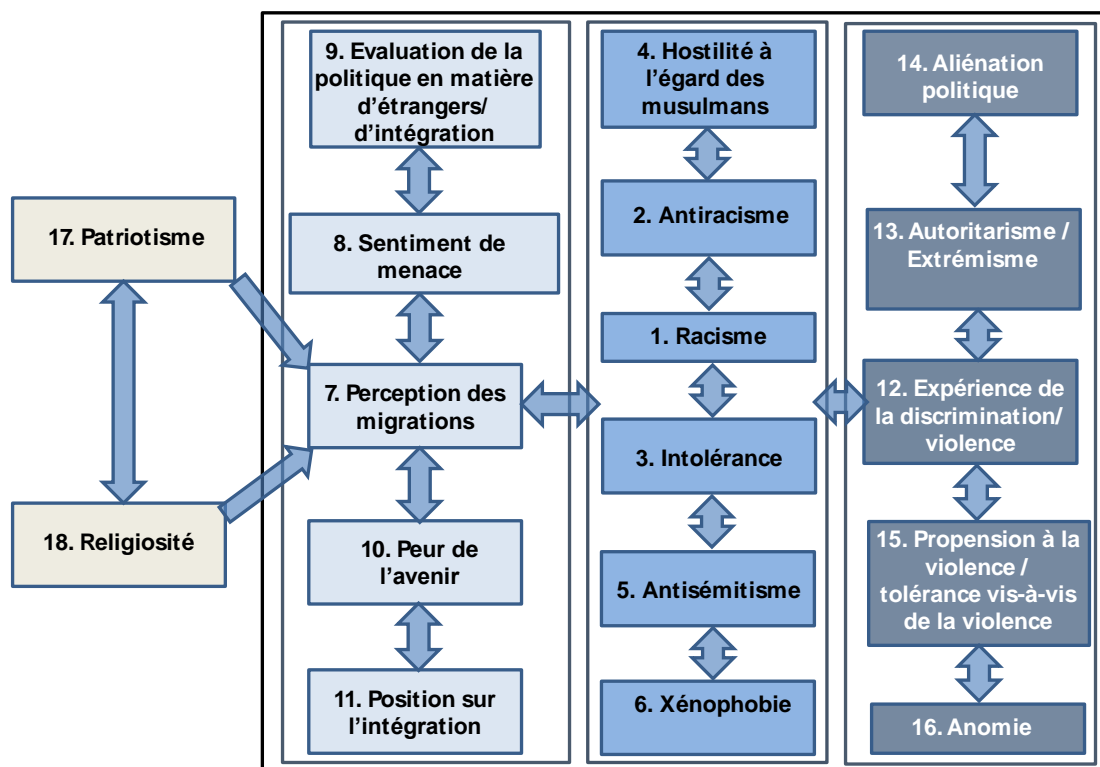 17. Patriotisme
18. Religiosité
9. Evaluation de la
politique en matière
d'étrangers/
d'intégration
8. Sentiment de
menace
7. Perception des
migrations
10. Peur de
l'avenir
11. Position sur
l'intégration
4. Hostilité à
l'égard des
musulmans
2. Antiracisme
1. Racisme
3. Intolérance
5. Antisémitisme
6. Xénophobie
14. Aliénation
politique
13. Autoritarisme /
Extrémisme
12. Expérience de
la discrimination/
violence
15. Propension à la
violence /
tolérance vis-à-vis
de la violence
16. Anomie